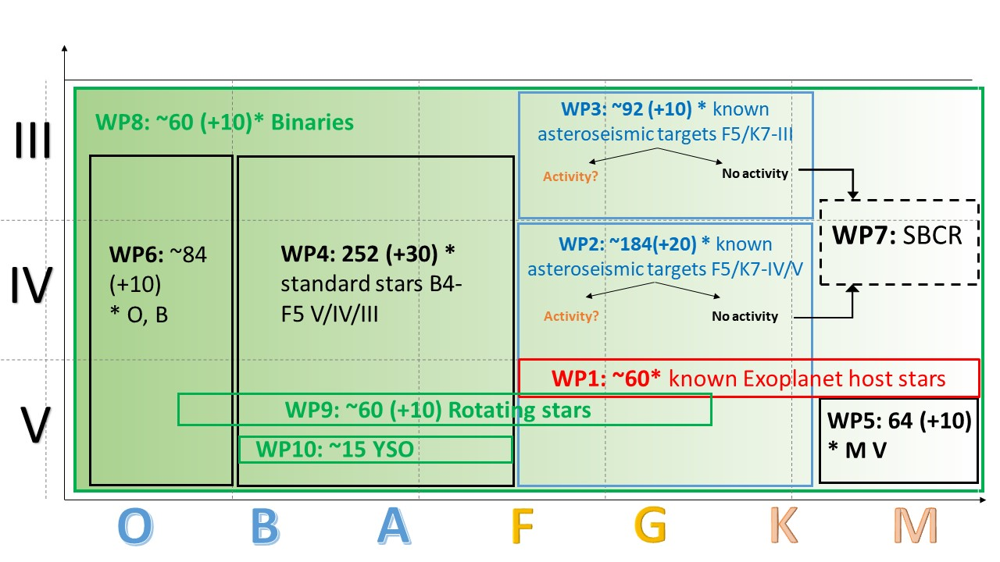 III
IV
V
WP8: ~60 (+10)* Binaries
WP3: ~92 (+10) * known
asteroseismic targets F5/K7-III
Activity?
No activity
WP6: ~84
(+10)
* O, B
WP4: 252 (+30) *
standard stars B4-
F5 V/IV/III
WP2: ~184(+20) * known
asteroseismic targets F5/K7-IV/V
Activity?
No activity
WP7: SBCR
WP1: ~60* known Exoplanet host stars
WP9: ~60 (+10) Rotating stars
WP10: ~15 YSO
WP5: 64 (+10)
* M V
O B A F G K M